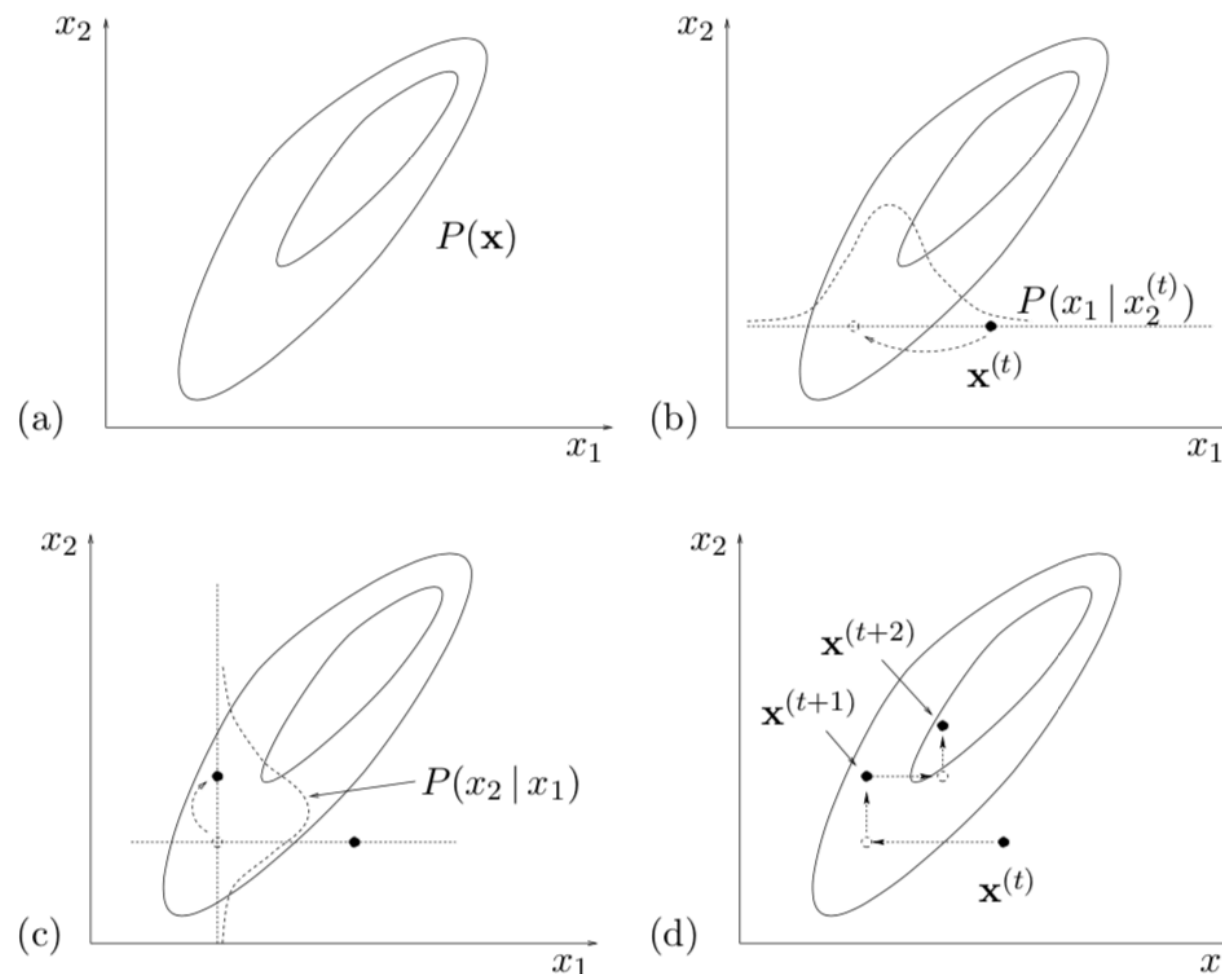 x₂
P(𝐱)
(a)
x₁
x₂
P(x₁ | x₂⁽ᵗ⁾)
𝐱⁽ᵗ⁾
(b)
x₁
x₂
P(x₂ | x₁)
(c)
x₁
x₂
𝐱⁽ᵗ⁺²⁾
𝐱⁽ᵗ⁺¹⁾
𝐱⁽ᵗ⁾
(d)
x